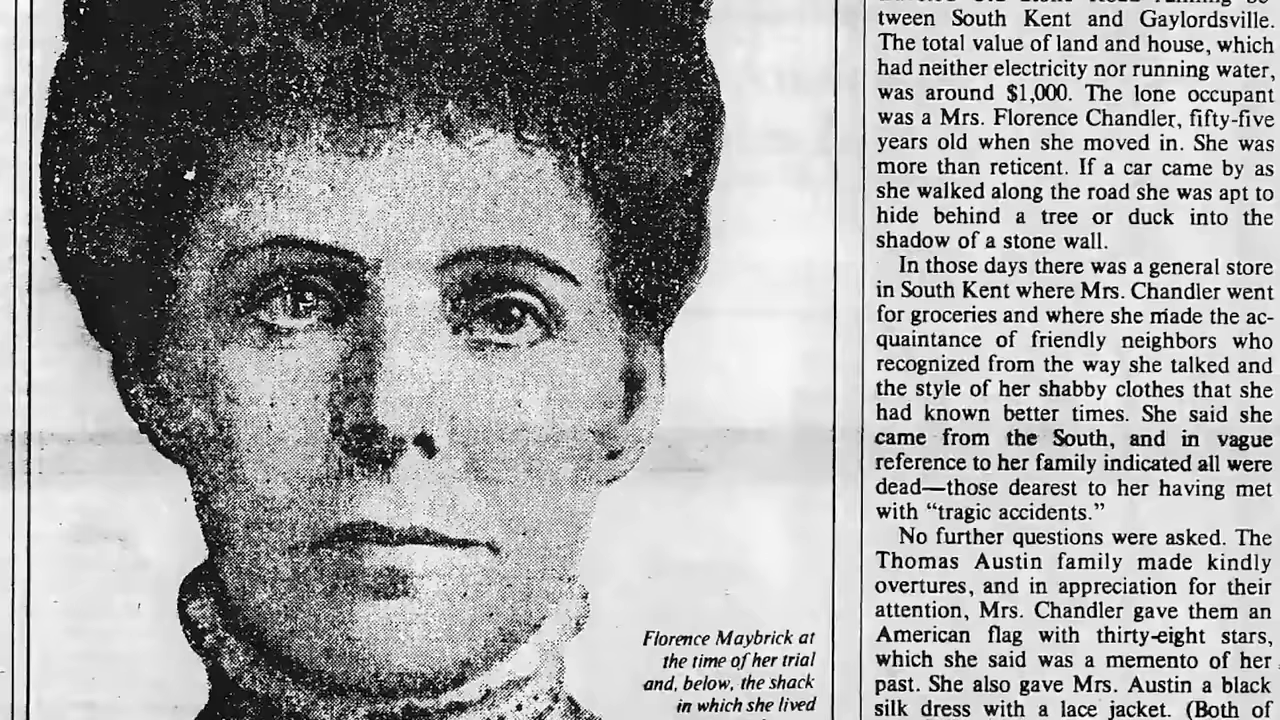 Florence Maybrick at
the time of her trial
and, below, the shack
in which she lived
tween South Kent and Gaylordsville.
The total value of land and house, which
had neither electricity nor running water,
was around $1,000. The lone occupant
was a Mrs. Florence Chandler, fifty-five
years old when she moved in. She was
more than reticent. If a car came by as
she walked along the road she was apt to
hide behind a tree or duck into the
shadow of a stone wall.
In those days there was a general store
in South Kent where Mrs. Chandler went
for groceries and where she made the ac-
quaintance of friendly neighbors who
recognized from the way she talked and
the style of her shabby clothes that she
had known better times. She said she
came from the South, and in vague
reference to her family indicated all were
dead—those dearest to her having met
with “tragic accidents.”
No further questions were asked. The
Thomas Austin family made kindly
overtures, and in appreciation for their
attention, Mrs. Chandler gave them an
American flag with thirty-eight stars,
which she said was a memento of her
past. She also gave Mrs. Austin a black
silk dress with a lace jacket. (Both of